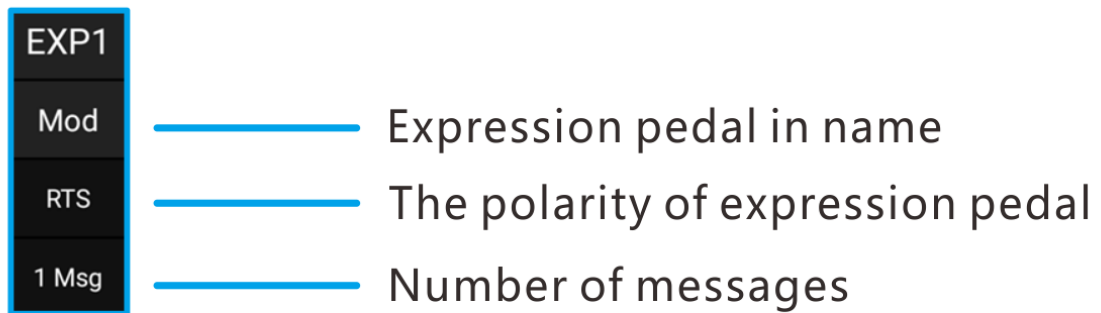 EXP1
Mod
Expression pedal in name
RTS
The polarity of expression pedal
1 Msg
Number of messages